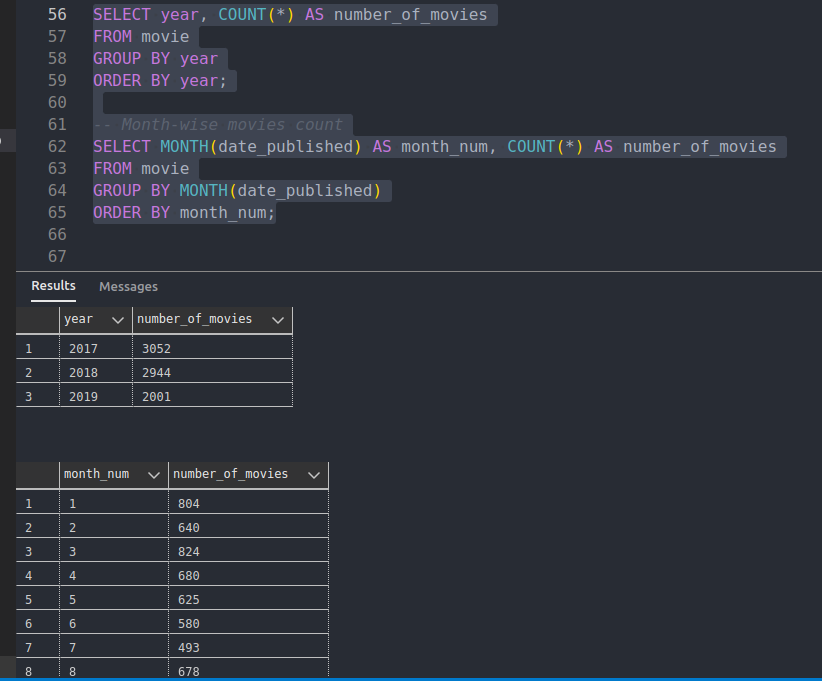 56 SELECT year, COUNT(*) AS number_of_movies
57 FROM movie
58 GROUP BY year
59 ORDER BY year;
60
61 -- Month-wise movies count
62 SELECT MONTH(date_published) AS month_num, COUNT(*) AS number_of_movies
63 FROM movie
64 GROUP BY MONTH(date_published)
65 ORDER BY month_num;
66
67
Results Messages
year number_of_movies
1 2017 3052
2 2018 2944
3 2019 2001
month_num number_of_movies
1 1 804
2 2 640
3 3 824
4 4 680
5 5 625
6 6 580
7 7 493
8 8 678